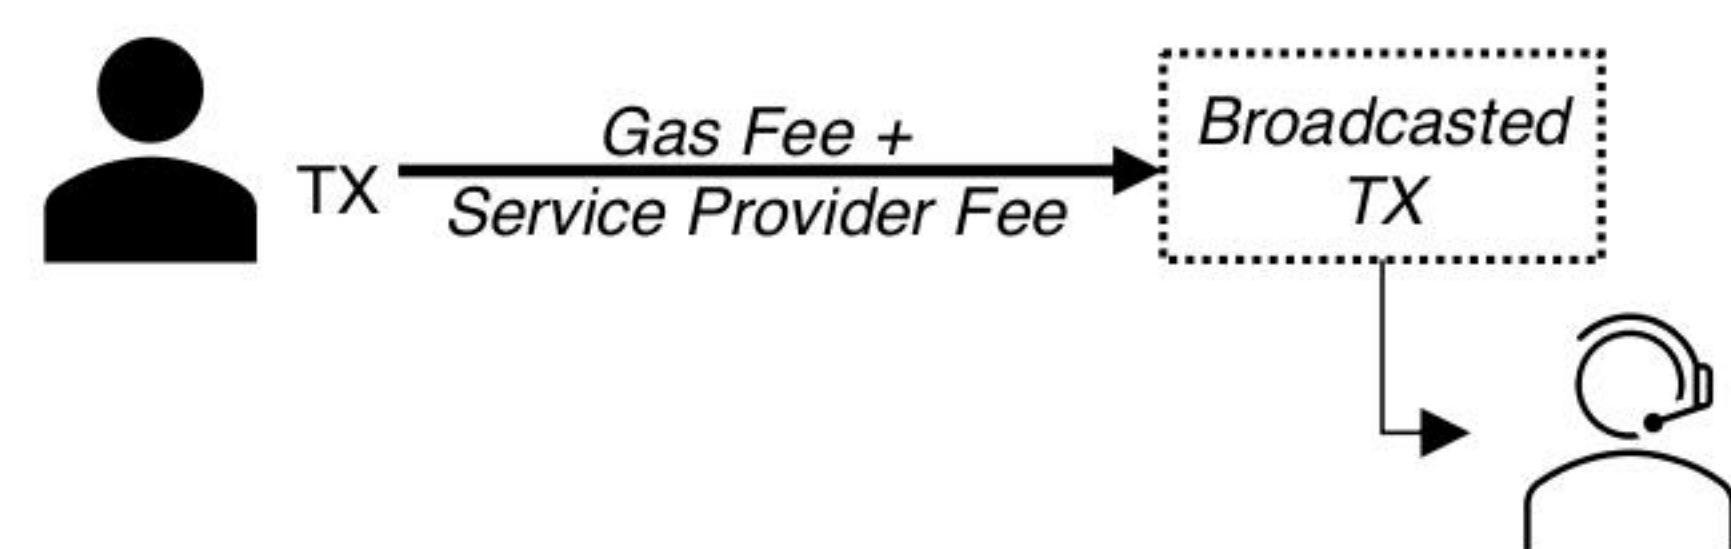 TX
Gas Fee +
Service Provider Fee
Broadcasted
TX